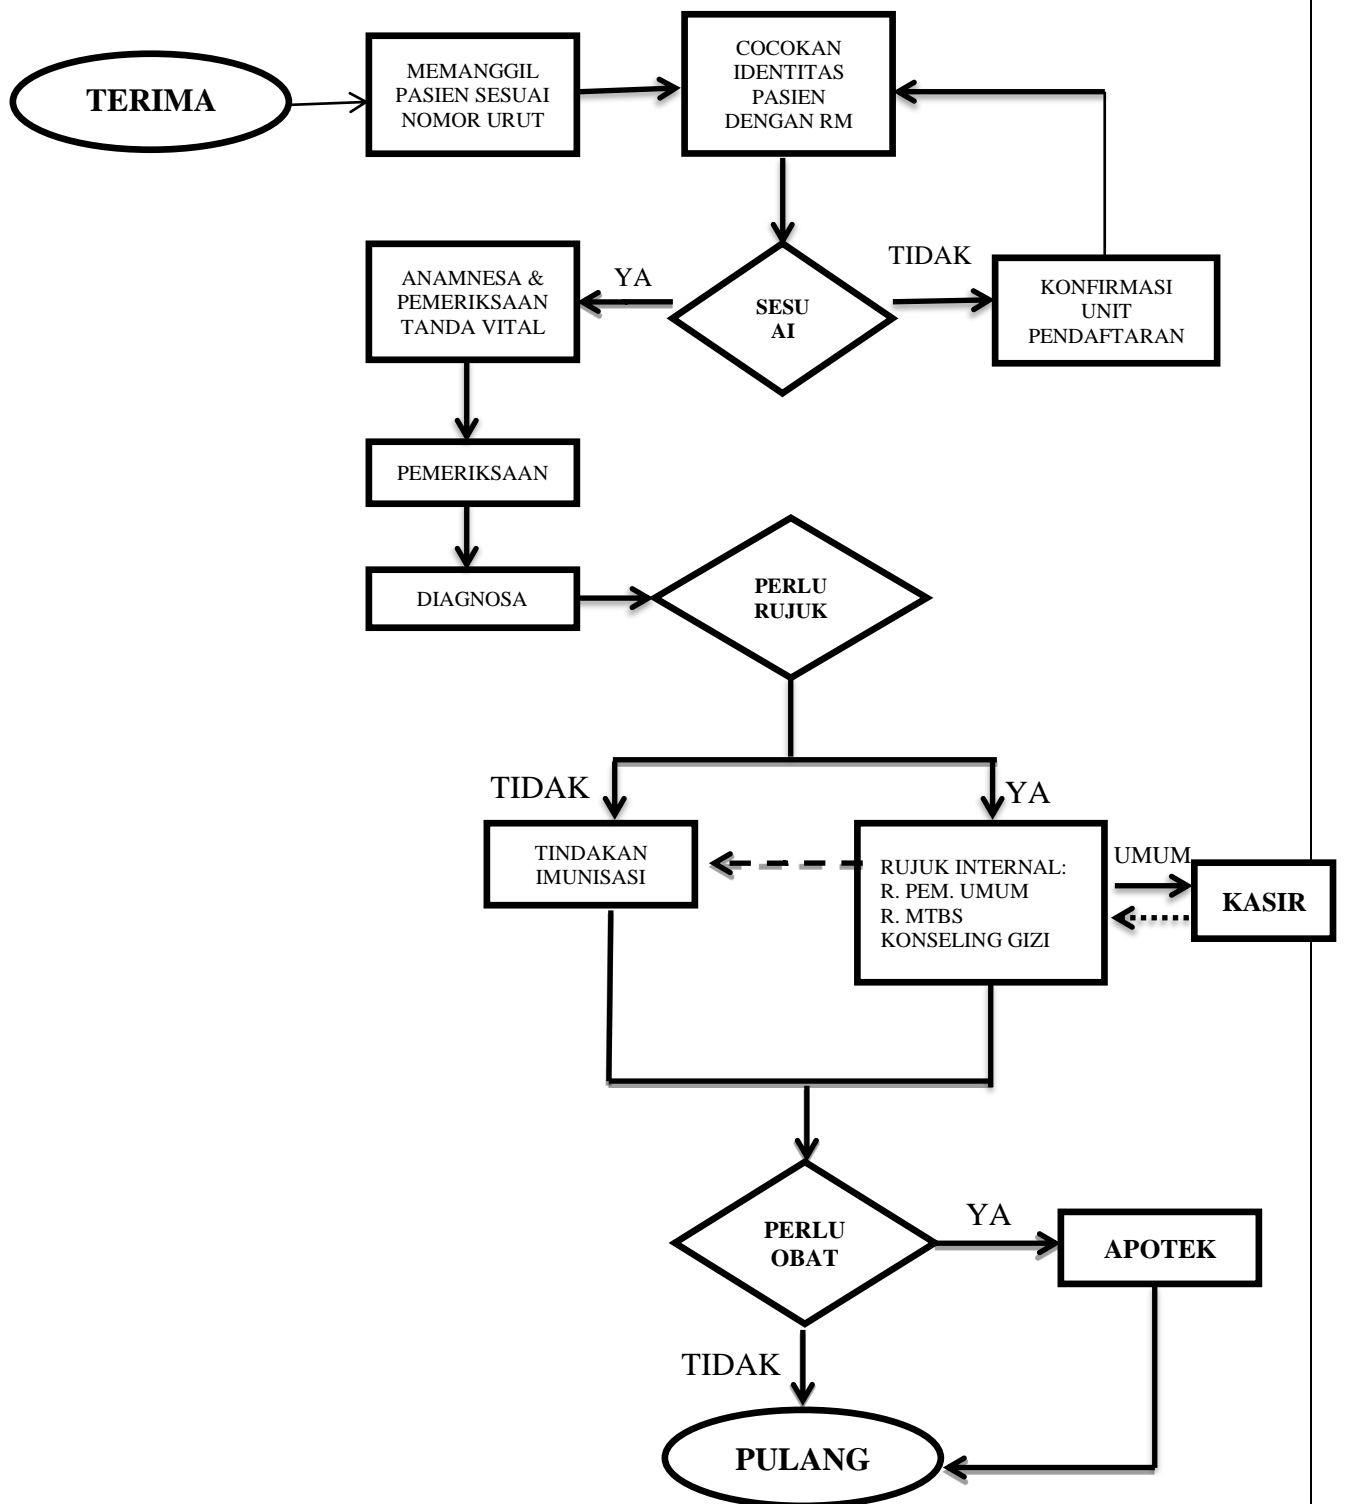 TERIMA
MEMANGGIL
PASIEN SESUAI
NOMOR URUT
COCOKAN
IDENTITAS
PASIEN
DENGAN RM
ANAMNESA &
PEMERIKSAAN
TANDA VITAL
YA
SESU
AI
TIDAK
KONFIRMASI
UNIT
PENDAFTARAN
PEMERIKSAAN
DIAGNOSA
PERLU
RUJUK
TIDAK
YA
TINDAKAN
IMUNISASI
RUJUK INTERNAL:
R. PEM. UMUM
R. MTBS
KONSELING GIZI
UMUM
KASIR
PERLU
OBAT
YA
APOTEK
TIDAK
PULANG